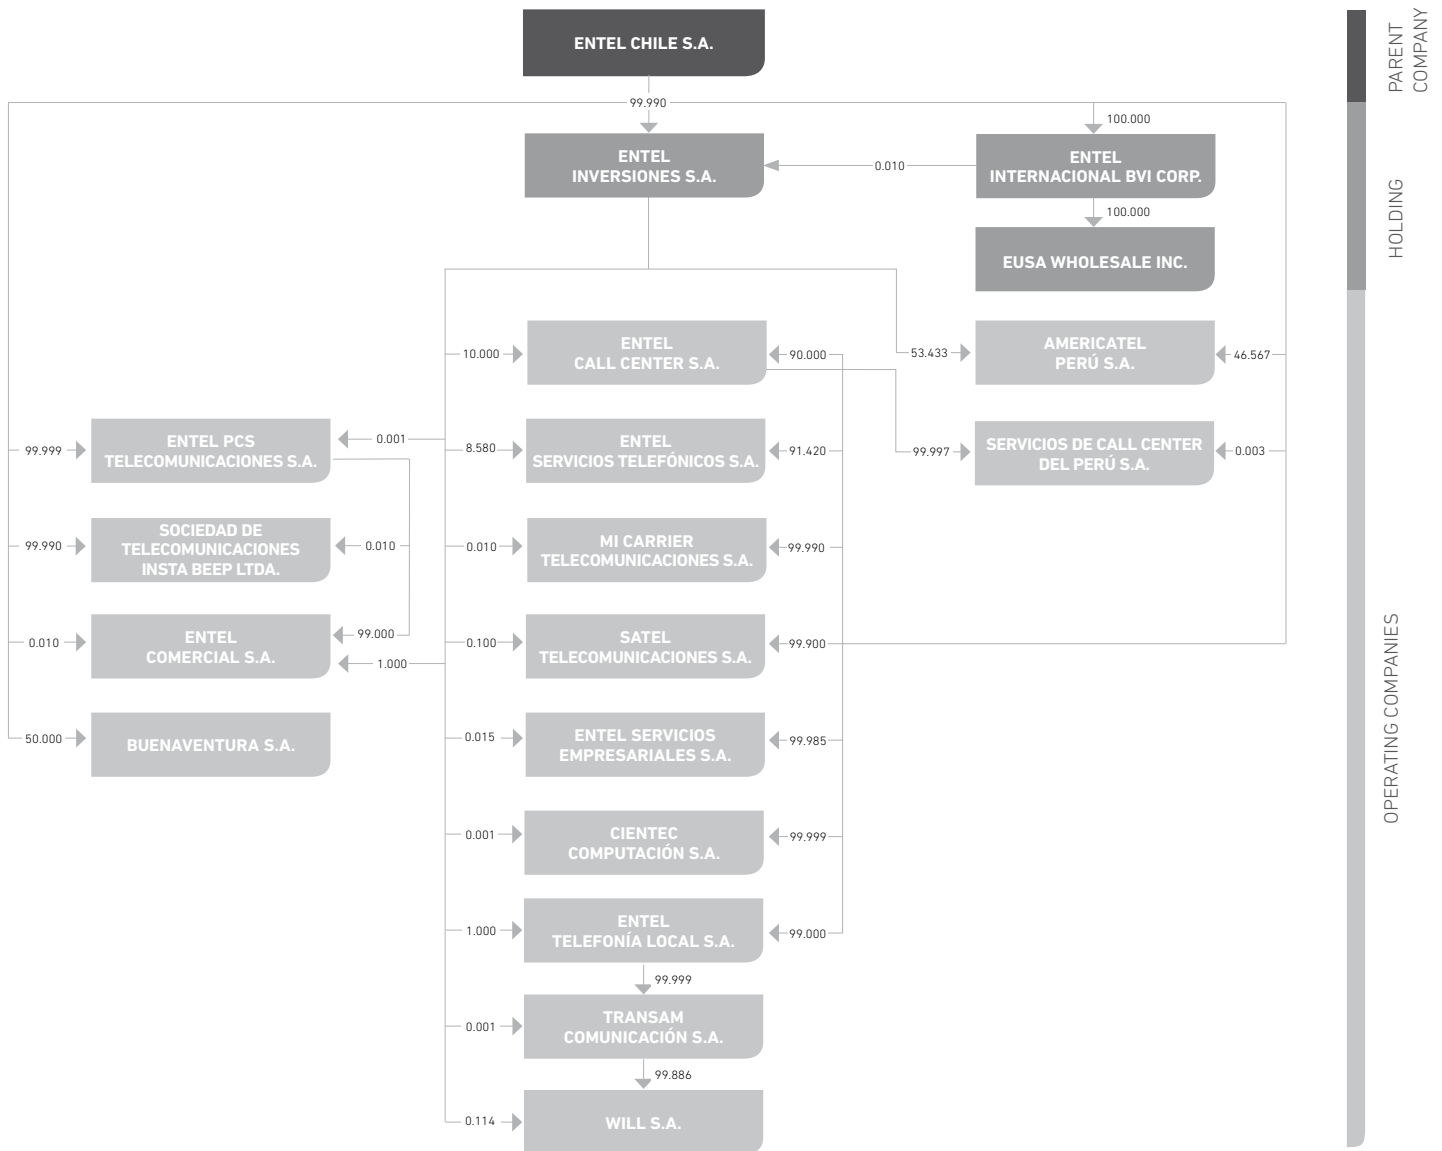 ENTEL CHILE S.A.
PARENT
COMPANY
99.990
100.000
ENTEL
INVERSIONES S.A.
0.010
ENTEL
INTERNACIONAL BVI CORP.
HOLDING
100.000
EUSA WHOLESALE INC.
10.000
ENTEL
CALL CENTER S.A.
90.000
53.433
AMERICATEL
PERÚ S.A.
46.567
99.999
ENTEL PCS
TELECOMUNICACIONES S.A.
0.001
8.580
ENTEL
SERVICIOS TELEFÓNICOS S.A.
91.420
99.997
SERVICIOS DE CALL CENTER
DEL PERÚ S.A.
0.003
99.990
SOCIEDAD DE
TELECOMUNICACIONES
INSTA BEEP LTDA.
0.010
0.010
MI CARRIER
TELECOMUNICACIONES S.A.
99.990
0.010
ENTEL
COMERCIAL S.A.
99.000
1.000
0.100
SATEL
TELECOMUNICACIONES S.A.
99.900
OPERATING COMPANIES
50.000
BUENAVENTURA S.A.
0.015
ENTEL SERVICIOS
EMPRESARIALES S.A.
99.985
0.001
CIENTEC
COMPUTACIÓN S.A.
99.999
1.000
ENTEL
TELEFONÍA LOCAL S.A.
99.000
99.999
0.001
TRANSAM
COMUNICACIÓN S.A.
99.886
0.114
WILL S.A.